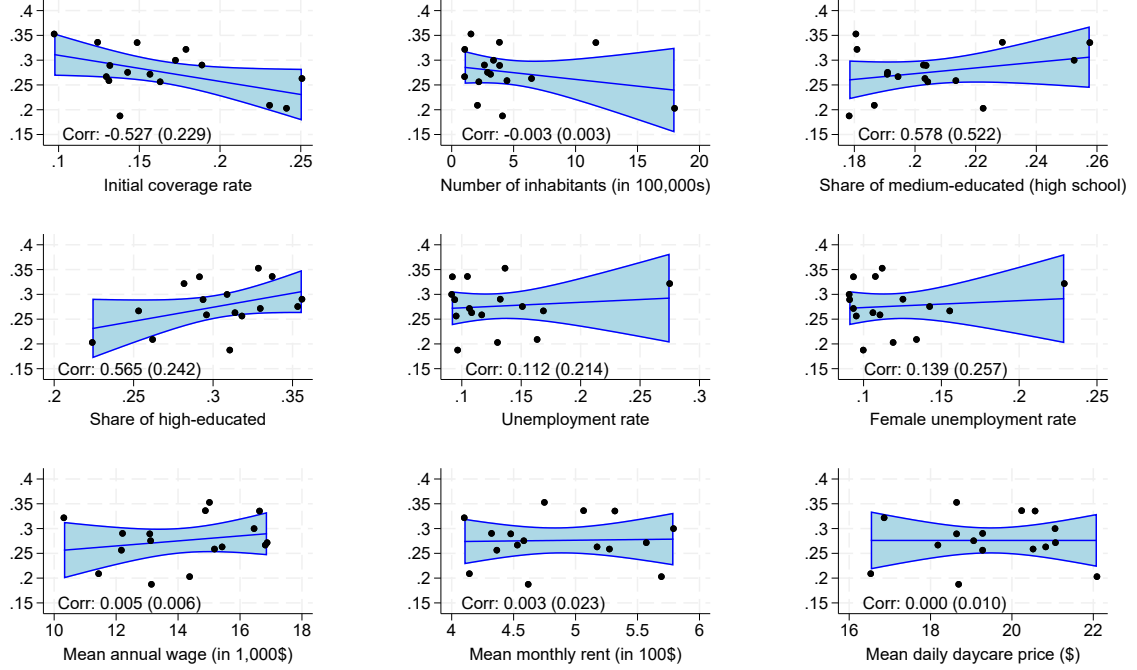 .4 .4 .4
.35 .35 .35
.3 .3 .3
.25 .25 .25
.2 .2 .2
.15 .15 .15
Corr: -0.527 (0.229) Corr: -0.003 (0.003) Corr: 0.578 (0.522)
.1 .15 .2 .25 0 5 10 15 20 .18 .2 .22 .24 .26
Initial coverage rate Number of inhabitants (in 100,000s) Share of medium-educated (high school)
.4 .4 .4
.35 .35 .35
.3 .3 .3
.25 .25 .25
.2 .2 .2
.15 .15 .15
Corr: 0.565 (0.242) Corr: 0.112 (0.214) Corr: 0.139 (0.257)
.2 .25 .3 .35 .1 .15 .2 .25 .3 .1 .15 .2 .25
Share of high-educated Unemployment rate Female unemployment rate
.4 .4 .4
.35 .35 .35
.3 .3 .3
.25 .25 .25
.2 .2 .2
.15 .15 .15
Corr: 0.005 (0.006) Corr: 0.003 (0.023) Corr: 0.000 (0.010)
10 12 14 16 18 4 4.5 5 5.5 6 16 18 20 22
Mean annual wage (in 1,000$) Mean monthly rent (in 100$) Mean daily daycare price ($)